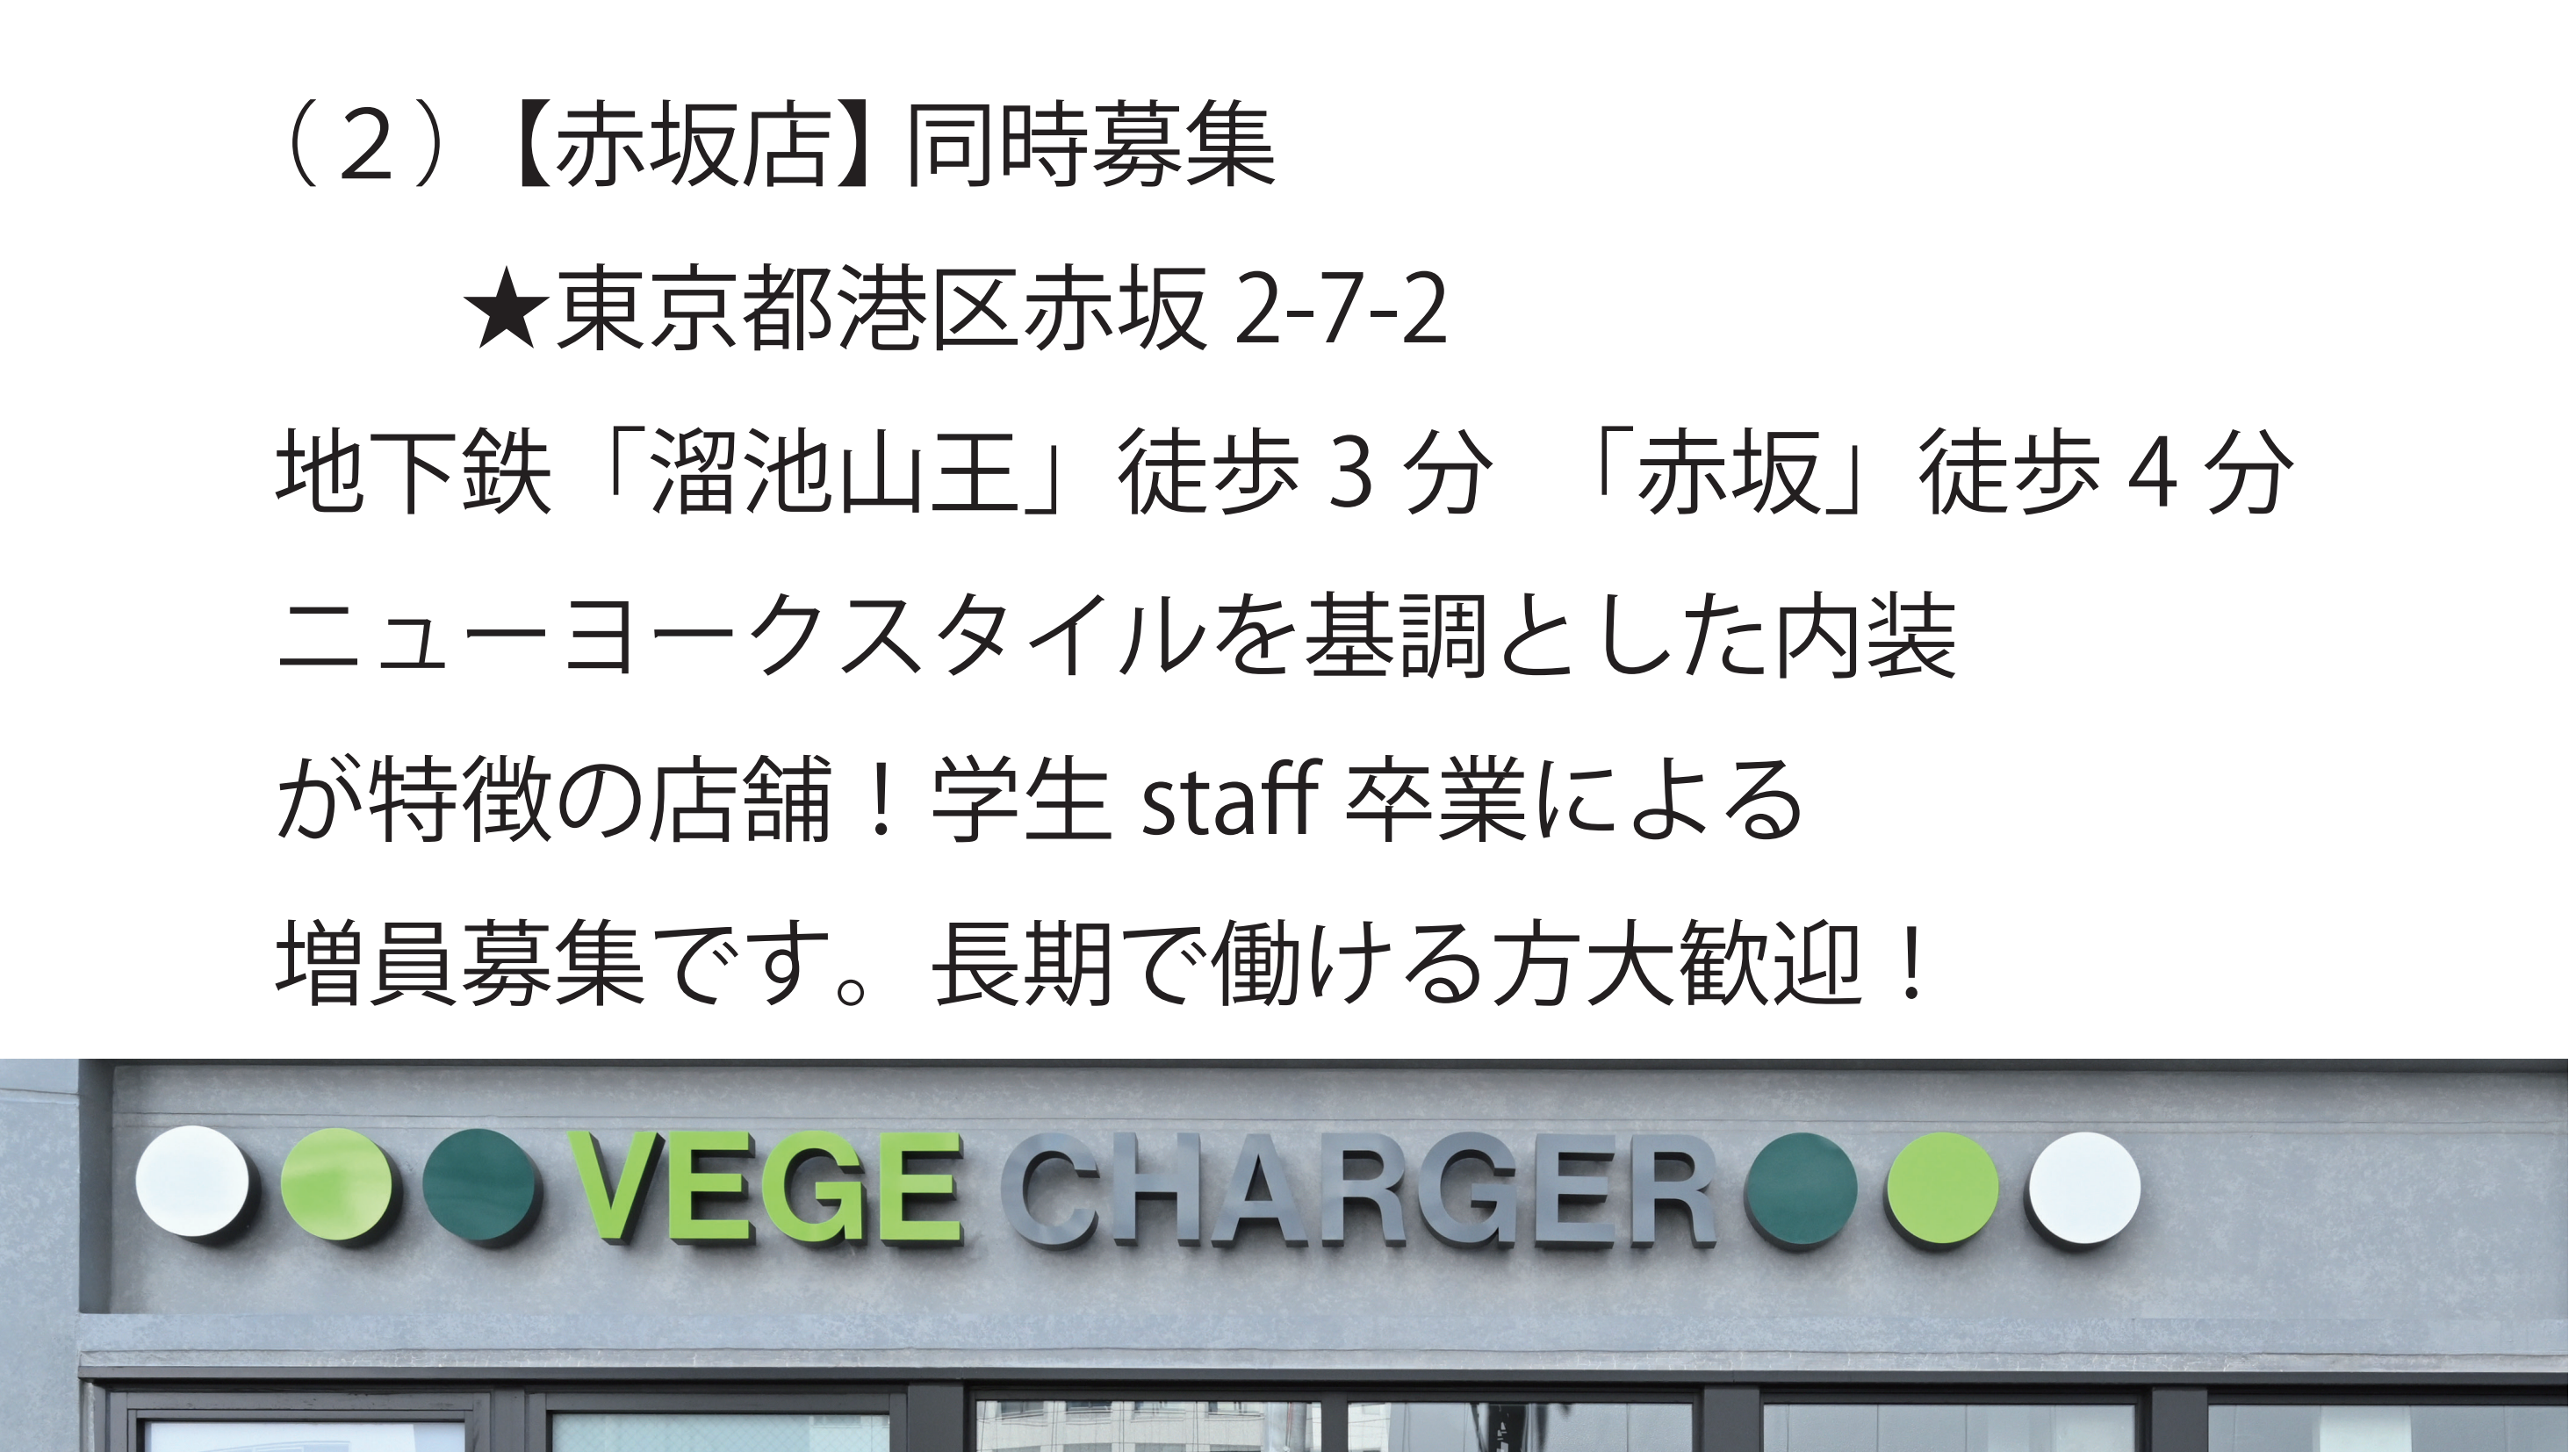 （２）【赤坂店】同時募集
★東京都港区赤坂 2-7-2
地下鉄「溜池山王」徒歩 3 分　「赤坂」徒歩 4 分
ニューヨークスタイルを基調とした内装
が特徴の店舗！学生 staff 卒業による
増員募集です。長期で働ける方大歓迎！
VEGE CHARGER